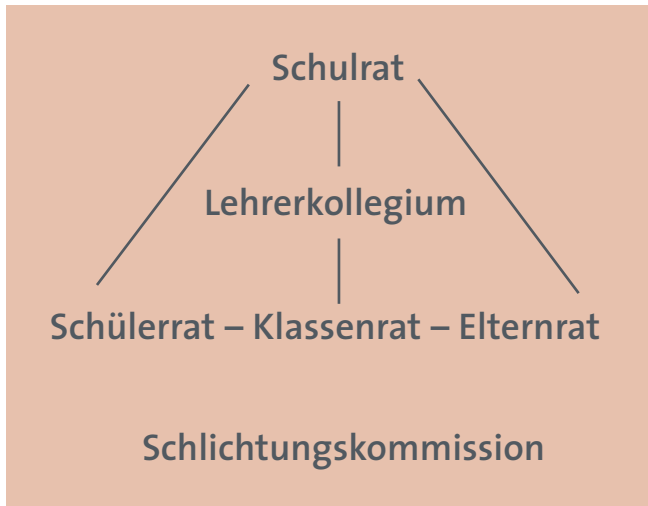 Schulrat
Lehrerkollegium
Schülerrat – Klassenrat – Elternrat
Schlichtungskommission